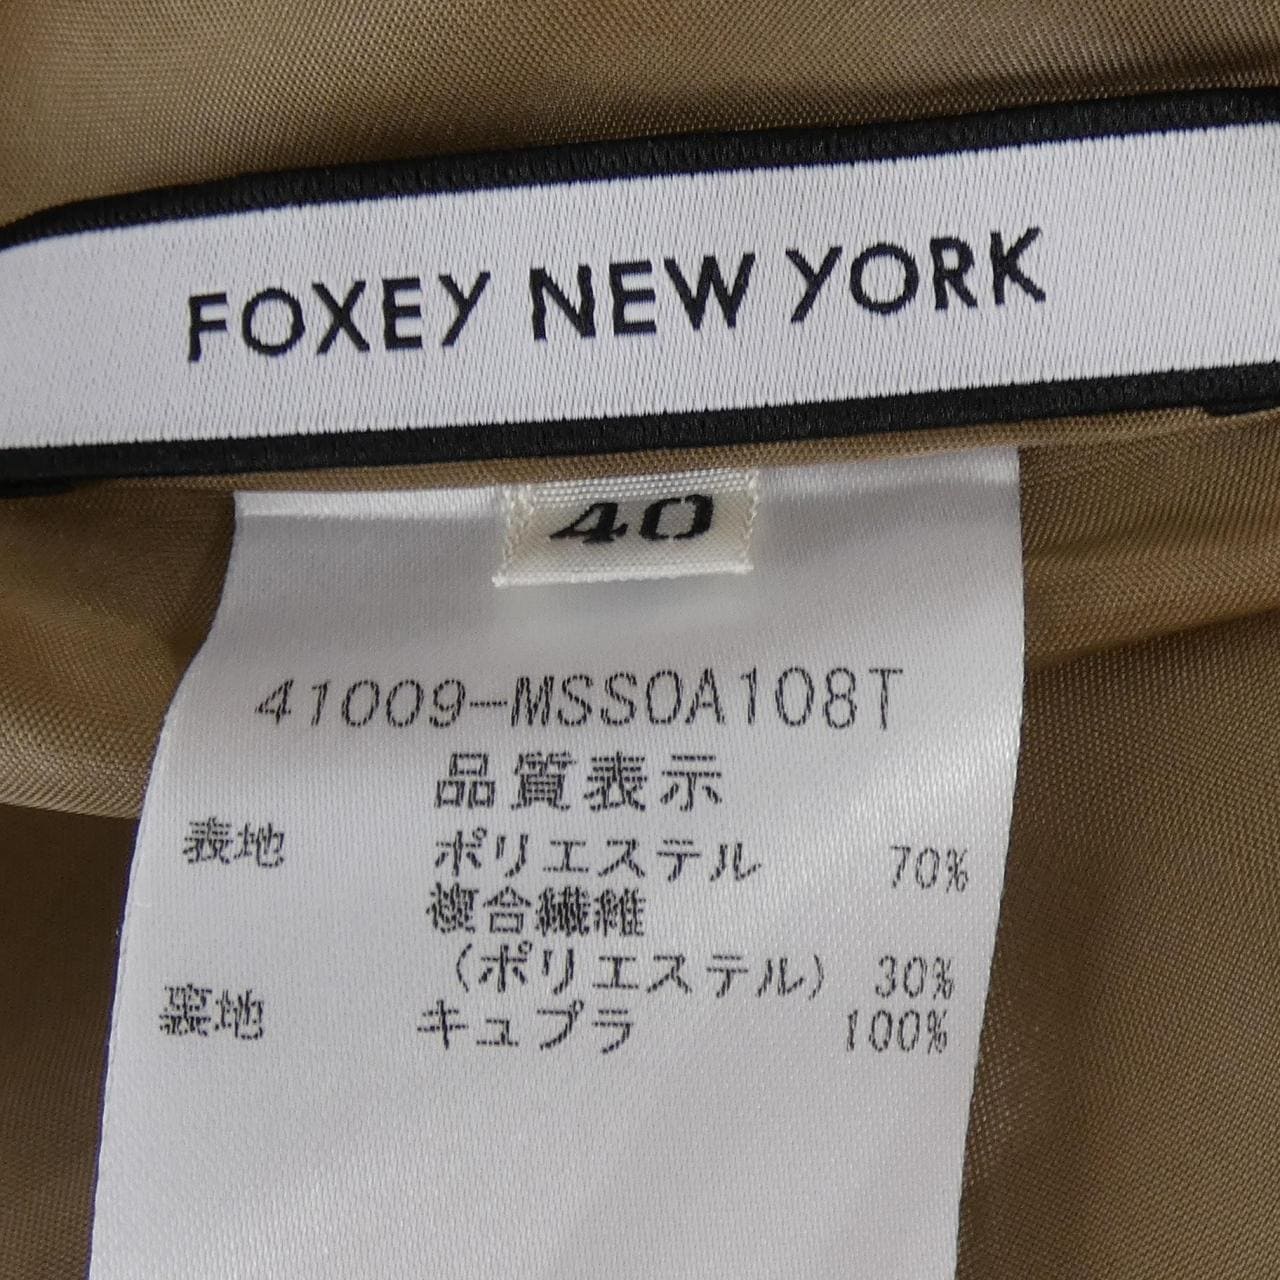 FOXEY NEW YORK
40
41009-MSSOA108T
品質表示
表地 ポリエステル 70%
複合繊維
(ポリエステル) 30%
裏地 キュプラ 100%